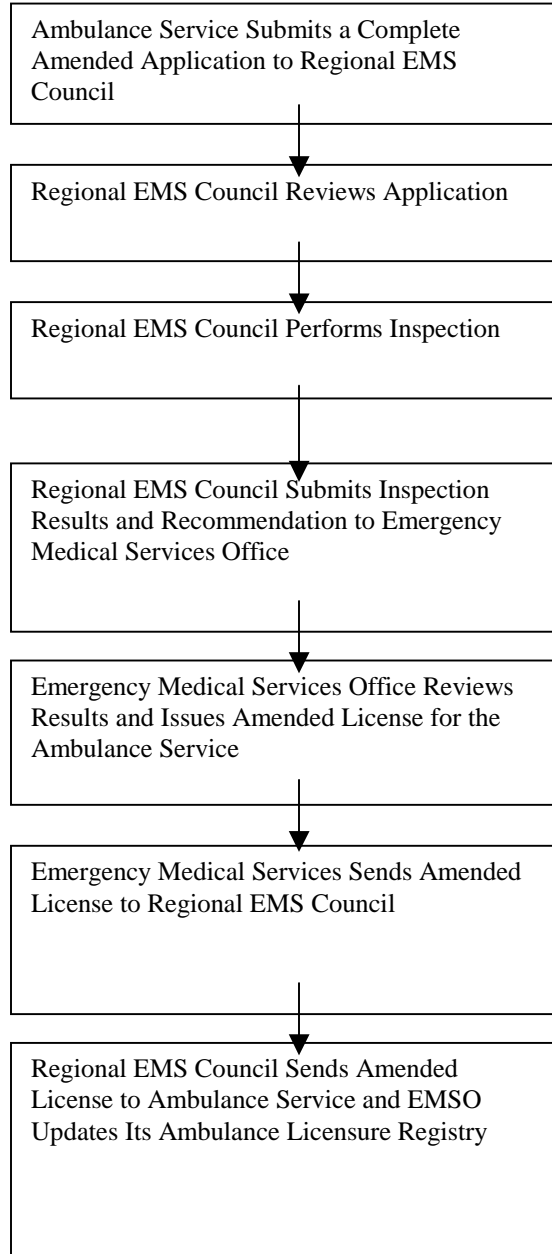 Ambulance Service Submits a Complete
Amended Application to Regional EMS
Council
Regional EMS Council Reviews Application
Regional EMS Council Performs Inspection
Regional EMS Council Submits Inspection
Results and Recommendation to Emergency
Medical Services Office
Emergency Medical Services Office Reviews
Results and Issues Amended License for the
Ambulance Service
Emergency Medical Services Sends Amended
License to Regional EMS Council
Regional EMS Council Sends Amended
License to Ambulance Service and EMSO
Updates Its Ambulance Licensure Registry